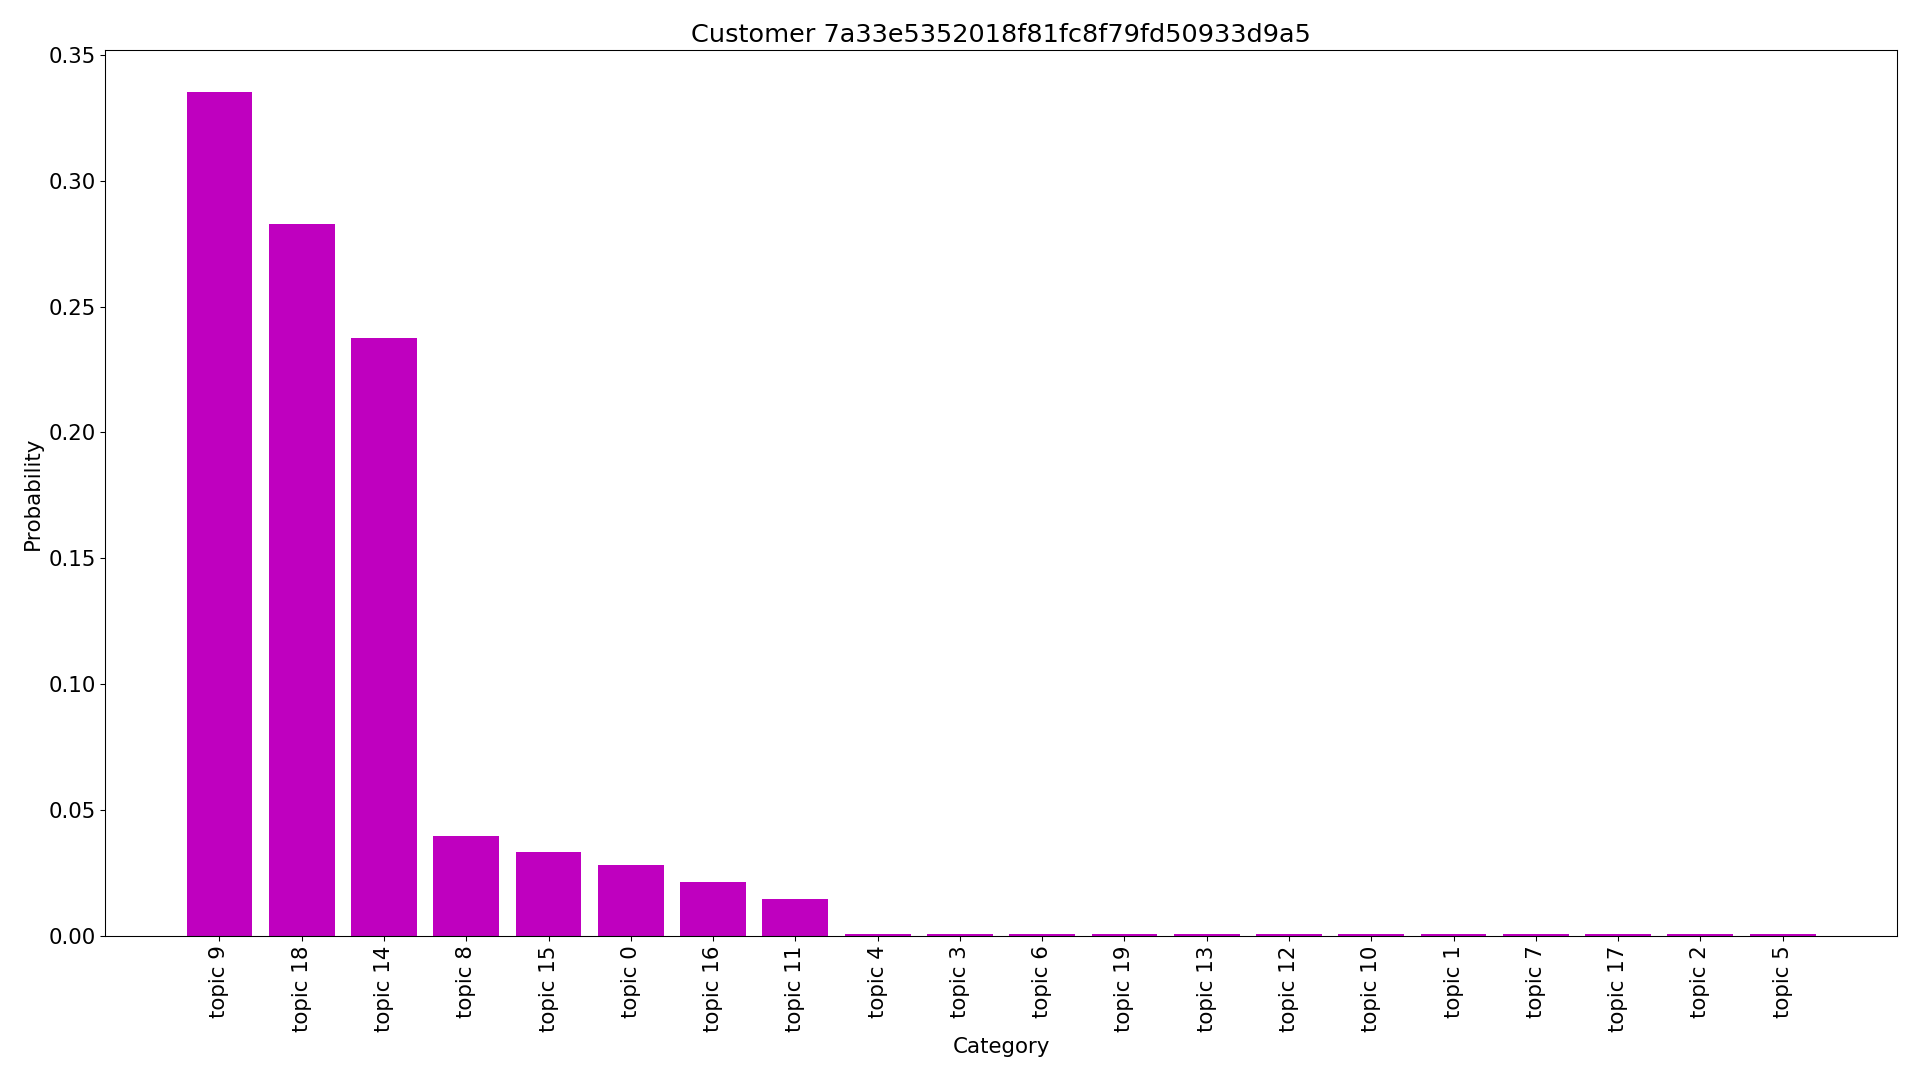 Customer 7a33e5352018f81fc8f79fd50933d9a5
0.35
0.30
0.25
0.20
0.15
0.10
0.05
0.00
Probability
topic 9
topic 18
topic 14
topic 8
topic 15
topic 0
topic 16
topic 11
topic 4
topic 3
topic 6
topic 19
topic 13
topic 12
topic 10
topic 1
topic 7
topic 17
topic 2
topic 5
Category